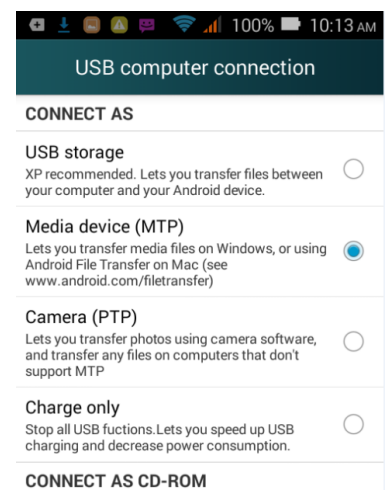 100% 10:13 AM
USB computer connection
CONNECT AS
USB storage
XP recommended. Lets you transfer files between
your computer and your Android device.
Media device (MTP)
Lets you transfer media files on Windows, or using
Android File Transfer on Mac (see
www.android.com/filetransfer)
Camera (PTP)
Lets you transfer photos using camera software,
and transfer any files on computers that don't
support MTP
Charge only
Stop all USB fuctions.Lets you speed up USB
charging and decrease power consumption.
CONNECT AS CD-ROM